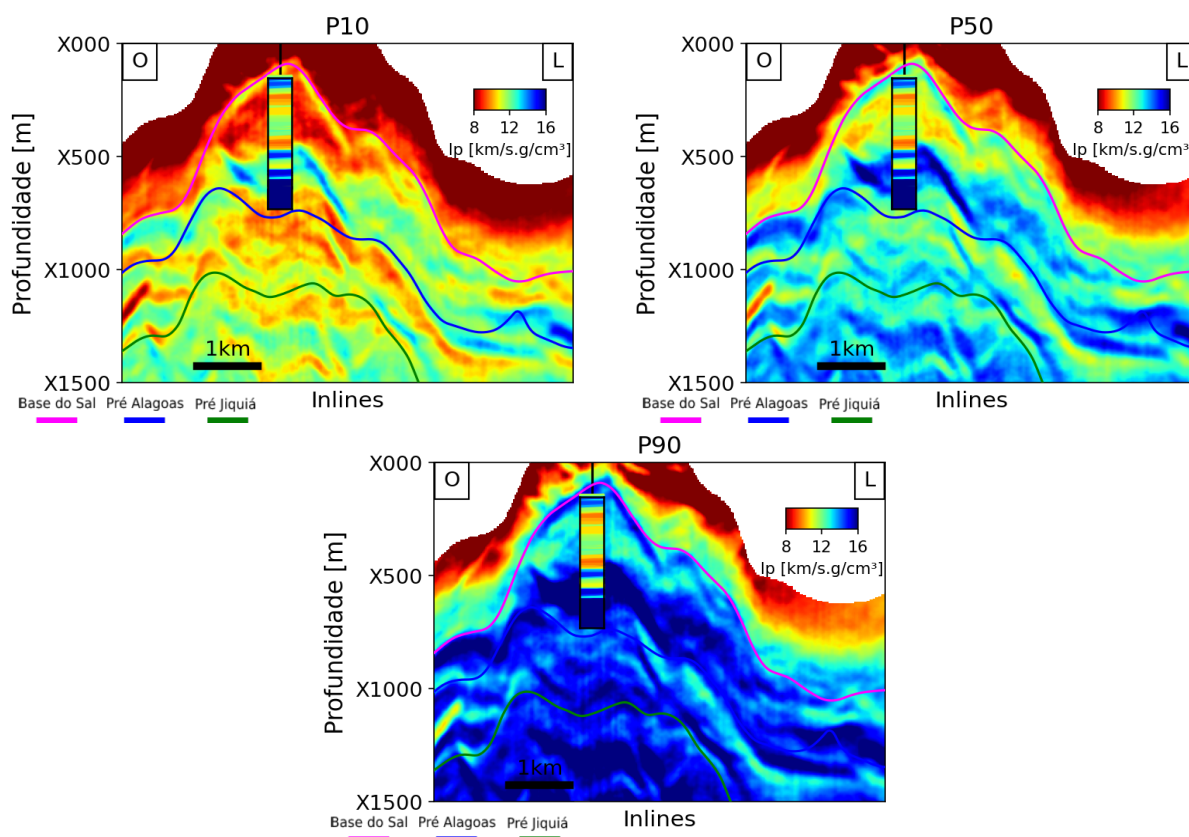 P10
X000
O
L
8 12 16
Ip [km/s.g/cm³]
X500
Profundidade [m]
X1000
1km
X1500
Inlines
Base do Sal Pré Alagoas Pré Jiquiá
P50
X000
O
L
8 12 16
Ip [km/s.g/cm³]
X500
Profundidade [m]
X1000
1km
X1500
Inlines
Base do Sal Pré Alagoas Pré Jiquiá
P90
X000
O
L
8 12 16
Ip [km/s.g/cm³]
X500
Profundidade [m]
X1000
1km
X1500
Inlines
Base do Sal Pré Alagoas Pré Jiquiá